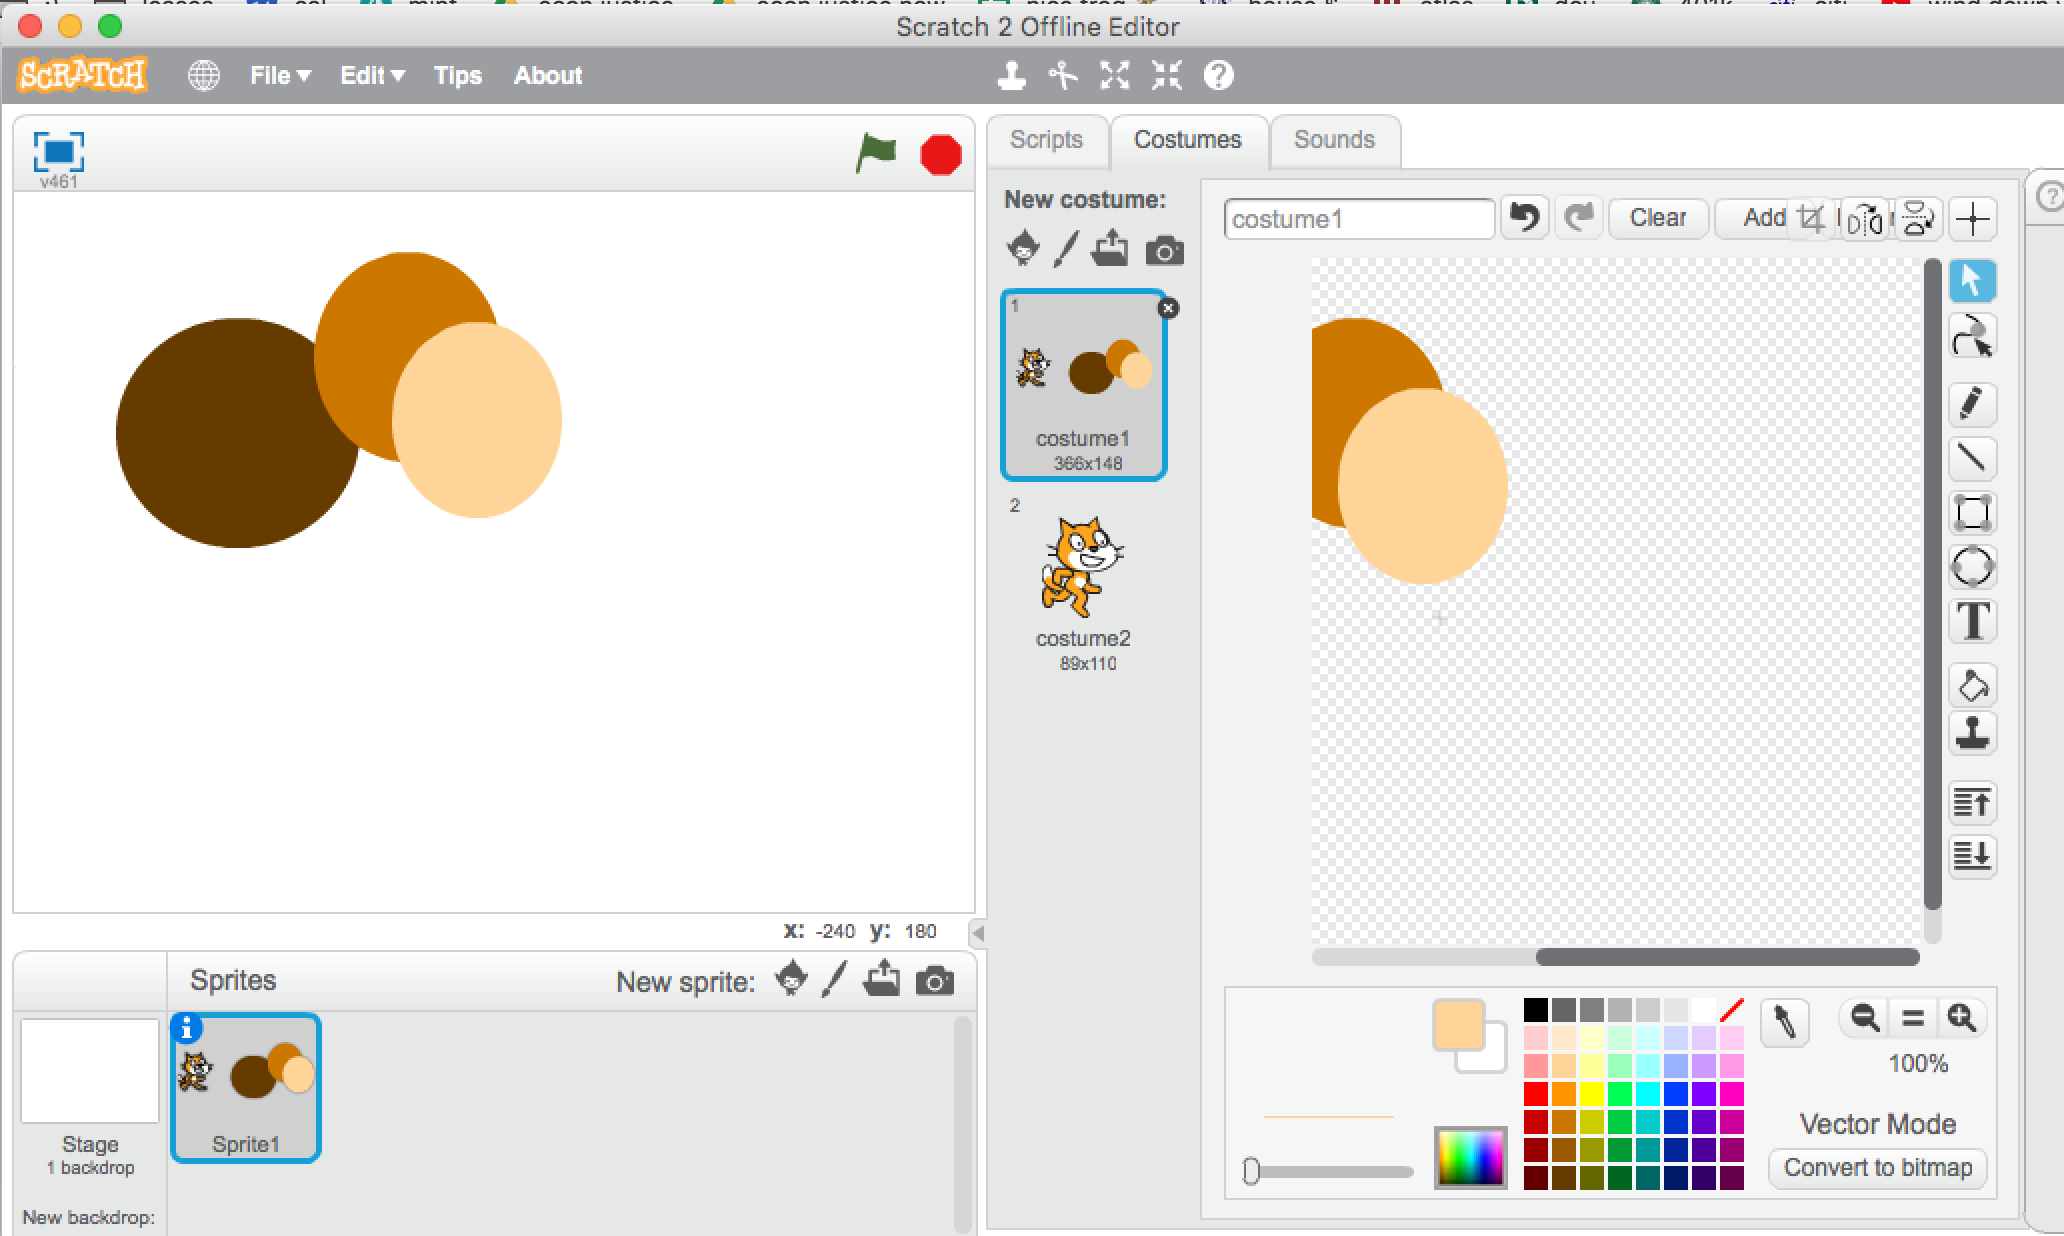 Scratch 2 Offline Editor
SCRATCH File Edit Tips About
v461
Scripts Costumes Sounds
New costume:
costume1 Clear Add
1
costume1
366x148
2
costume2
89x110
x: -240 y: 180
Sprites New sprite:
Stage
1 backdrop
New backdrop:
Sprite1
100%
Vector Mode
Convert to bitmap